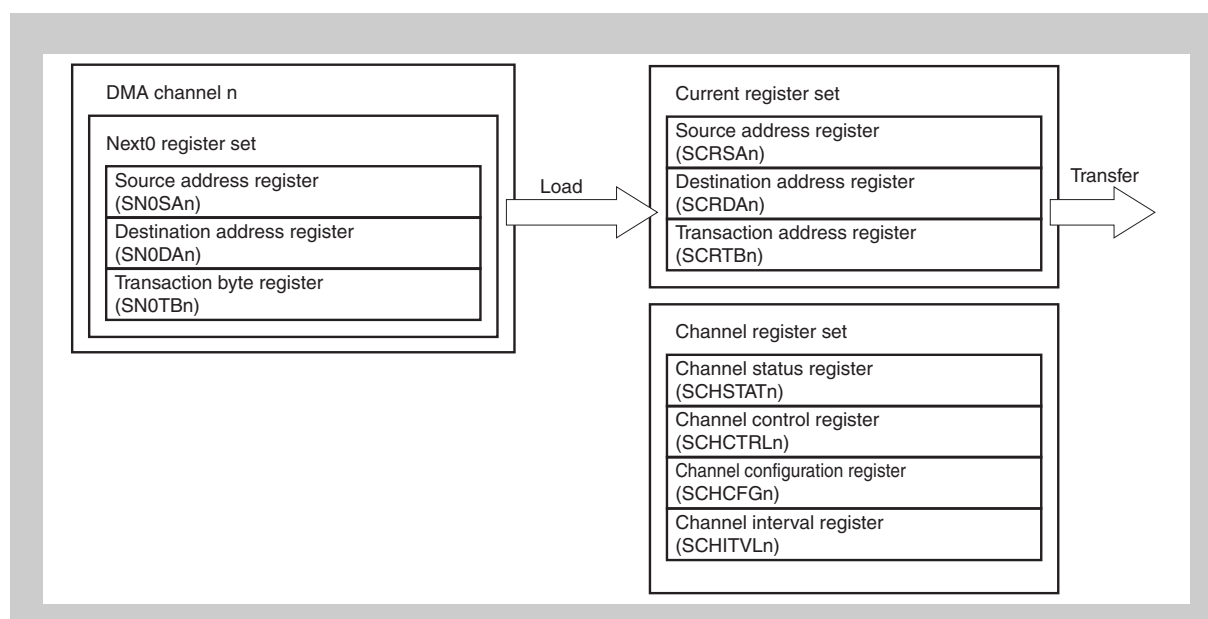 DMA channel n
Next0 register set
Source address register
(SN0SAn)
Destination address register
(SN0DAn)
Transaction byte register
(SN0TBn)
Load
Current register set
Source address register
(SCRSAn)
Destination address register
(SCRDAn)
Transaction address register
(SCRTBn)
Transfer
Channel register set
Channel status register
(SCHSTATn)
Channel control register
(SCHCTRLn)
Channel configuration register
(SCHCFGn)
Channel interval register
(SCHITVLn)